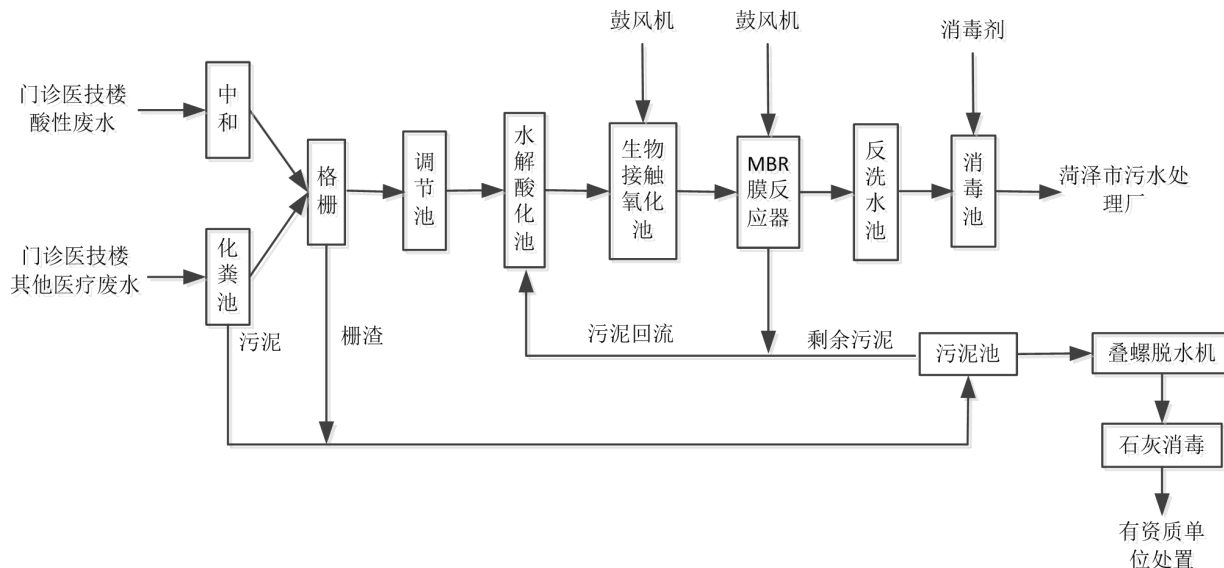 鼓风机
鼓风机
消毒剂
门诊医技楼
酸性废水
中和
格栅
调节池
水解酸化池
生物
接触
氧化
池
MBR
膜反
应器
反洗水池
消毒池
菏泽市污水处
理厂
门诊医技楼
其他医疗废水
化粪池
污泥
栅渣
污泥回流
剩余污泥
污泥池
叠螺脱水机
石灰消毒
有资质单
位处置